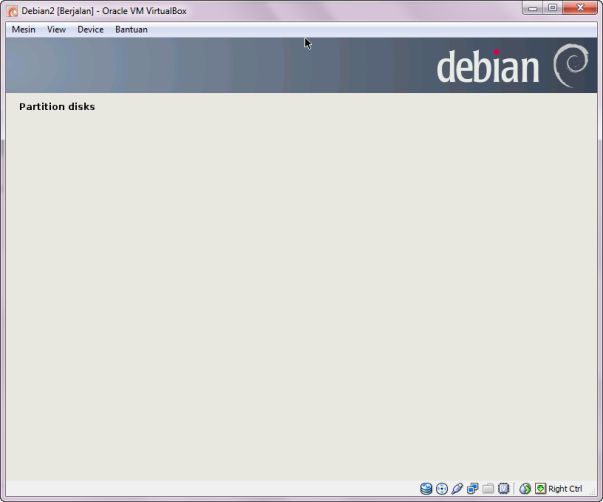 Debian2 [Berjalan] - Oracle VM VirtualBox
Mesin View Device Bantuan
debian
Partition disks
Right Ctrl